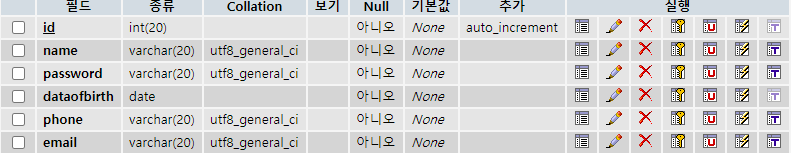 필드 종류 Collation 보기 Null 기본값 추가 실행
id int(20) 아니오 None auto_increment
name varchar(20) utf8_general_ci 아니오 None
password varchar(20) utf8_general_ci 아니오 None
dataofbirth date 아니오 None
phone varchar(20) utf8_general_ci 아니오 None
email varchar(20) utf8_general_ci 아니오 None